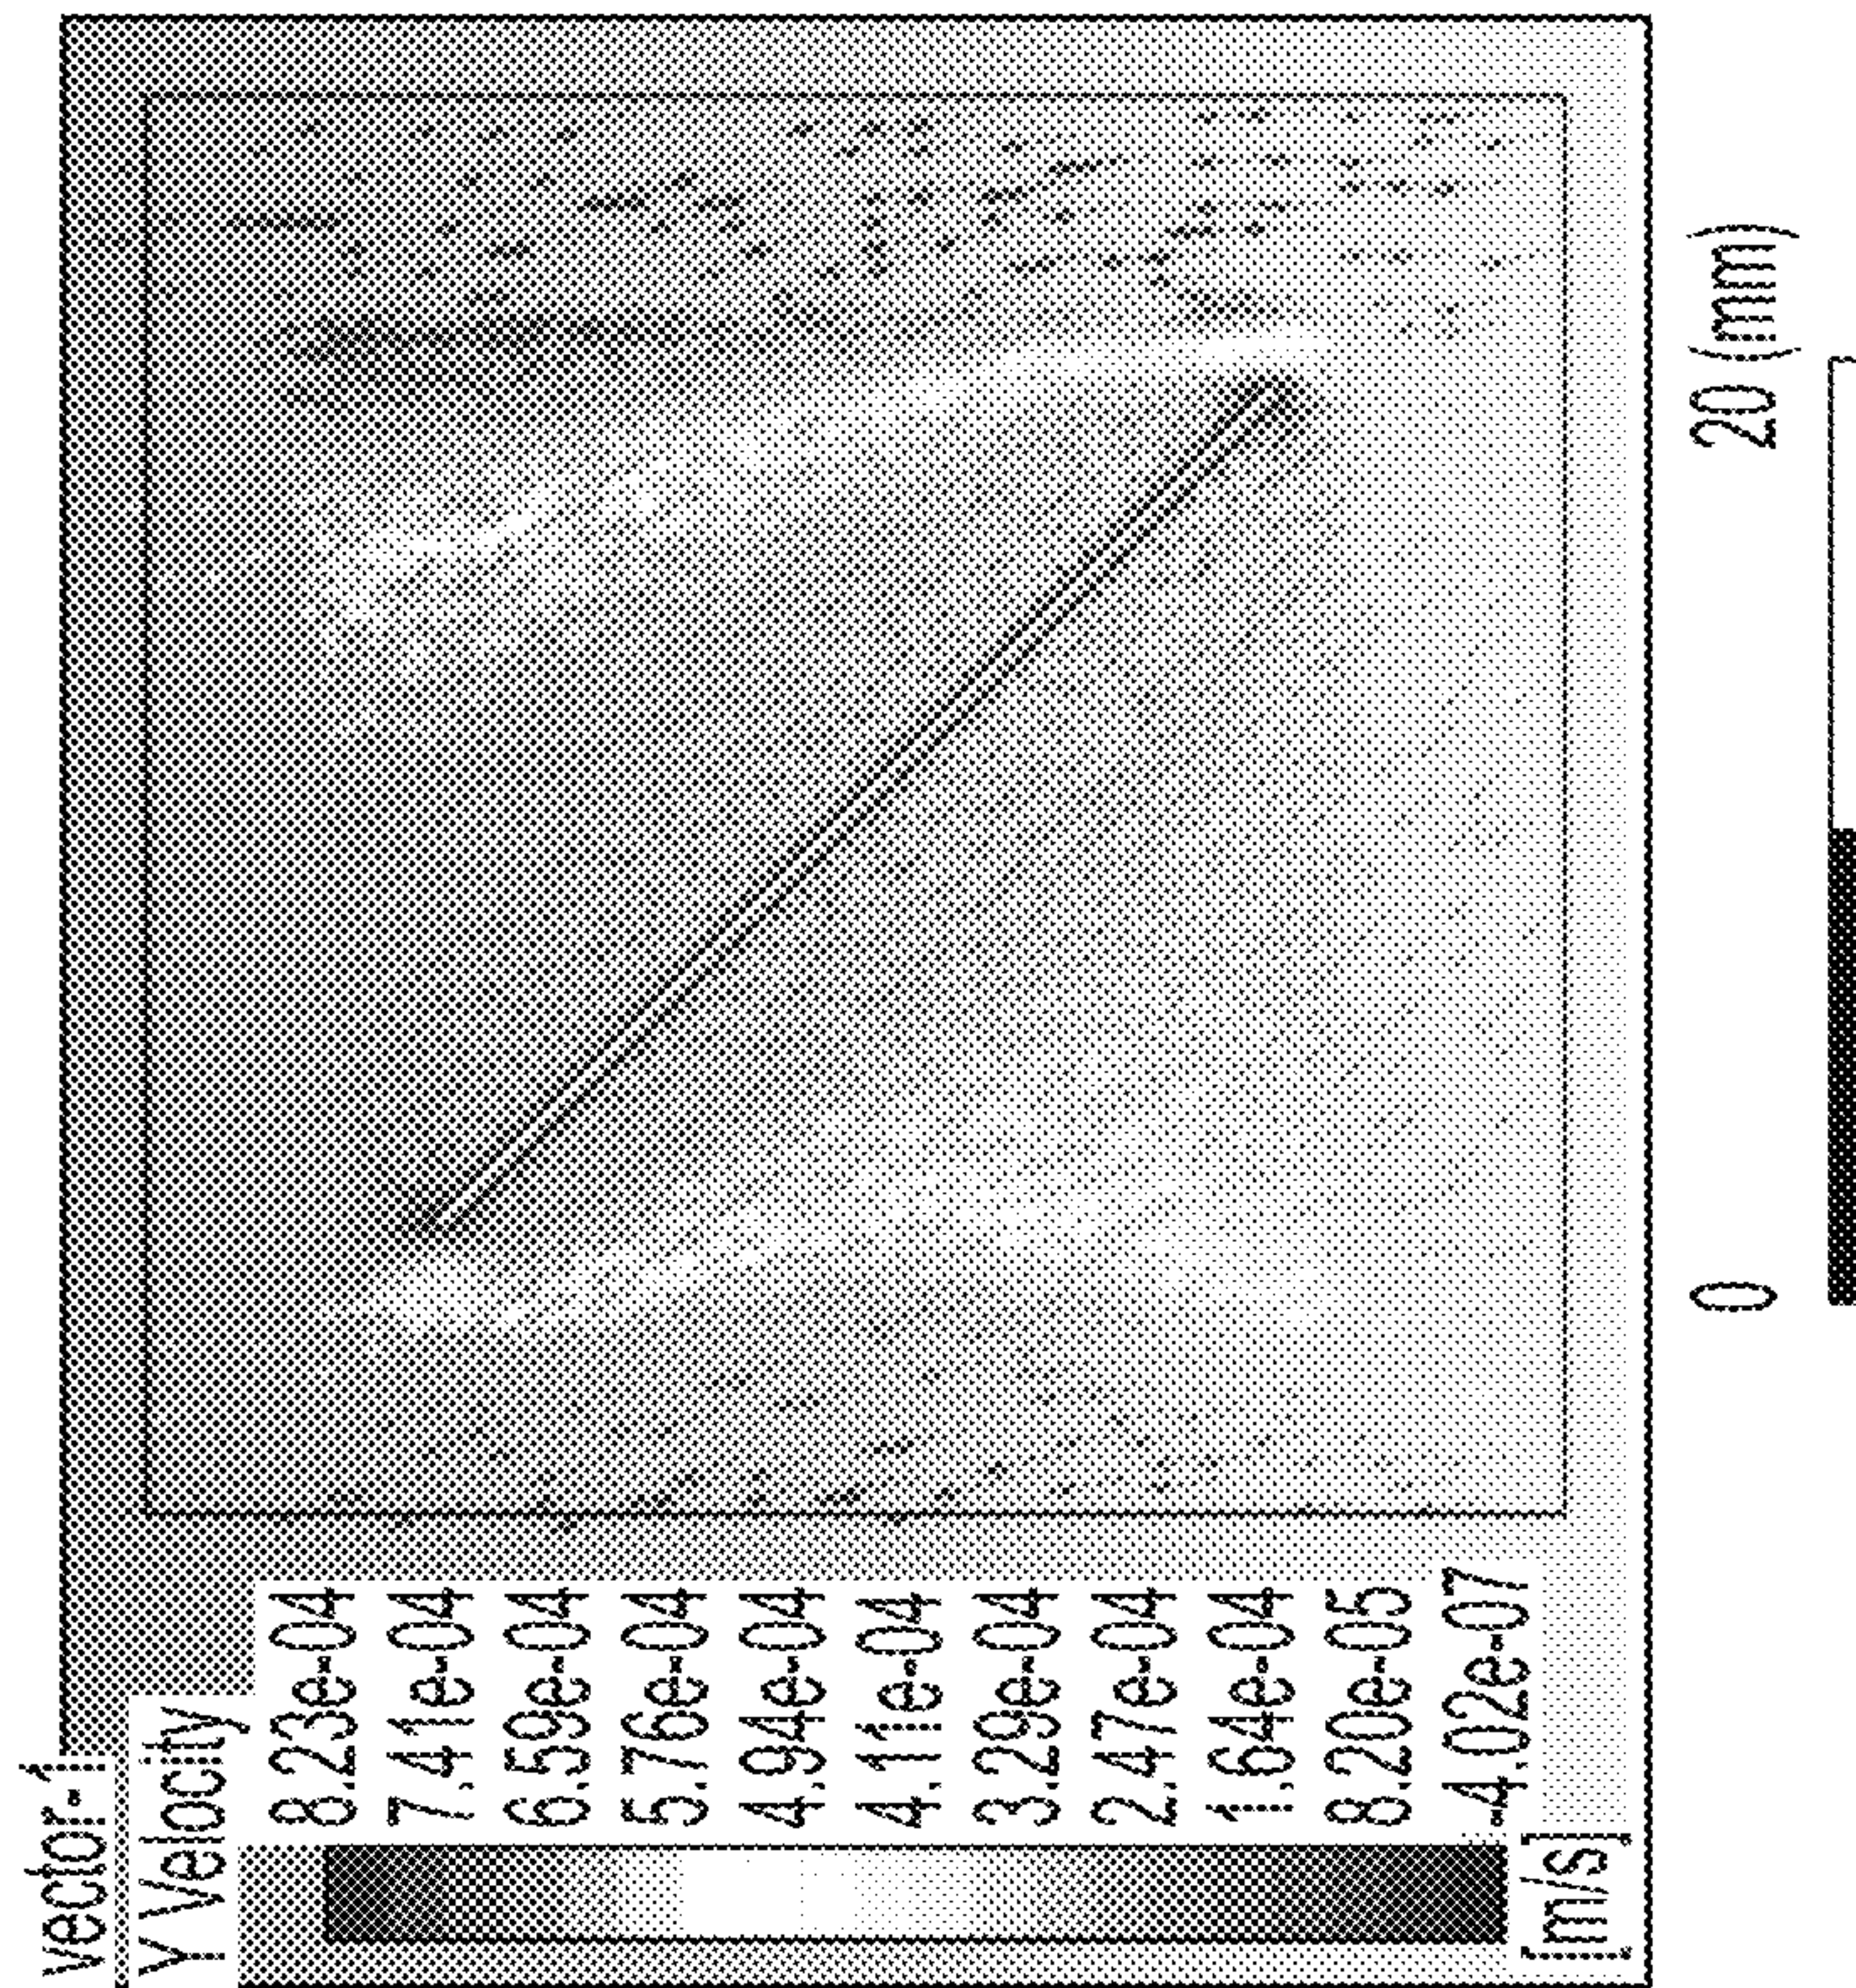 vector-1
Y Velocity
8.23e-04
7.41e-04
6.59e-04
5.76e-04
4.94e-04
4.11e-04
3.29e-04
2.47e-04
1.64e-04
8.20e-05
-4.02e-07
[m/s]
0 20 (mm)